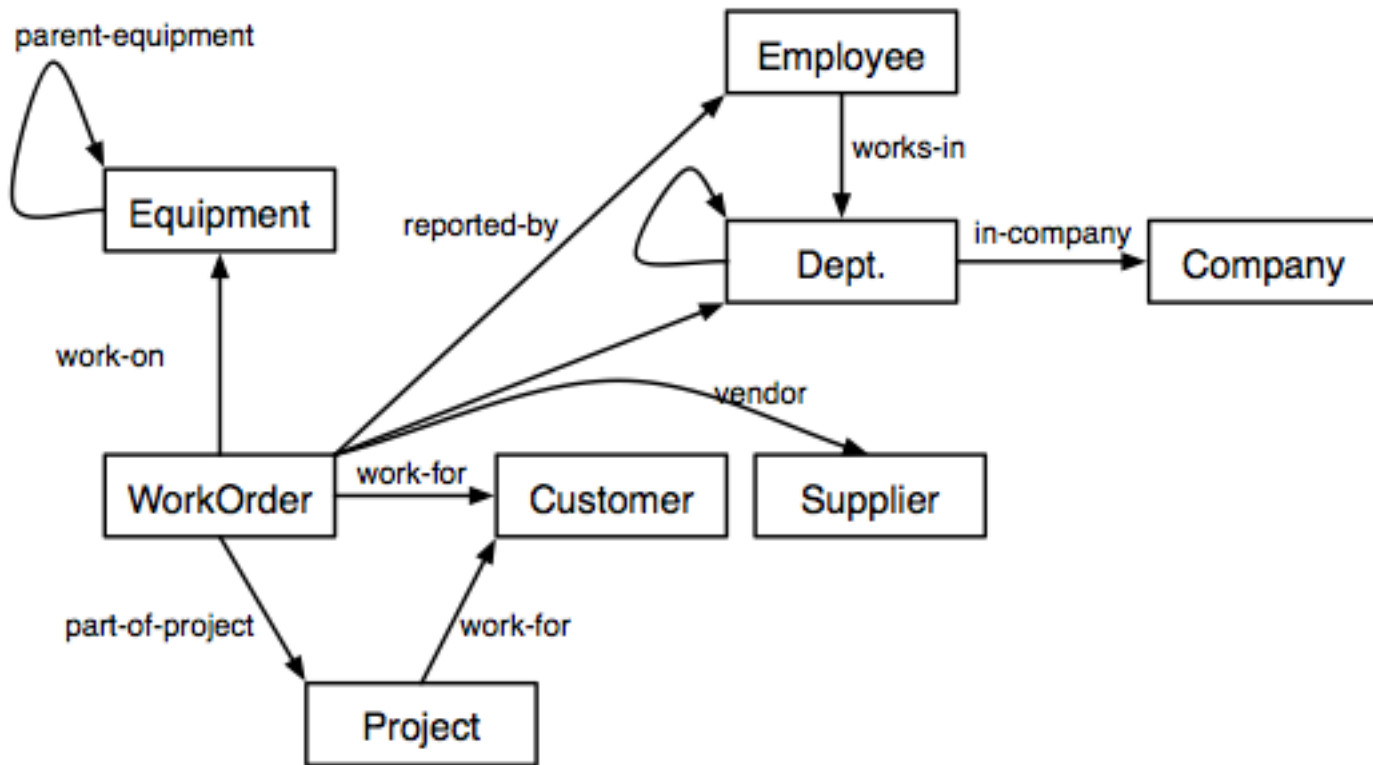 parent-equipment
Employee
works-in
Equipment
reported-by
in-company
Dept.
Company
work-on
vendor
work-for
WorkOrder
Customer
Supplier
part-of-project
work-for
Project